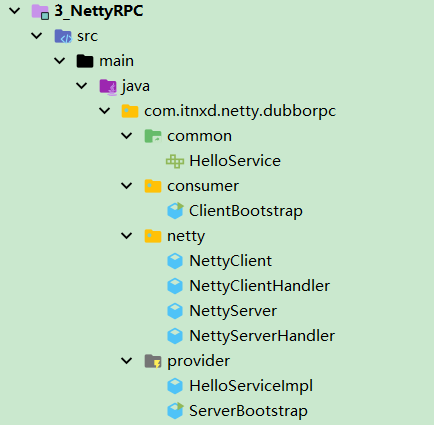 3_NettyRPC
src
main
java
com.itnxd.netty.dubborpc
common
HelloService
consumer
ClientBootstrap
netty
NettyClient
NettyClientHandler
NettyServer
NettyServerHandler
provider
HelloServiceImpl
ServerBootstrap